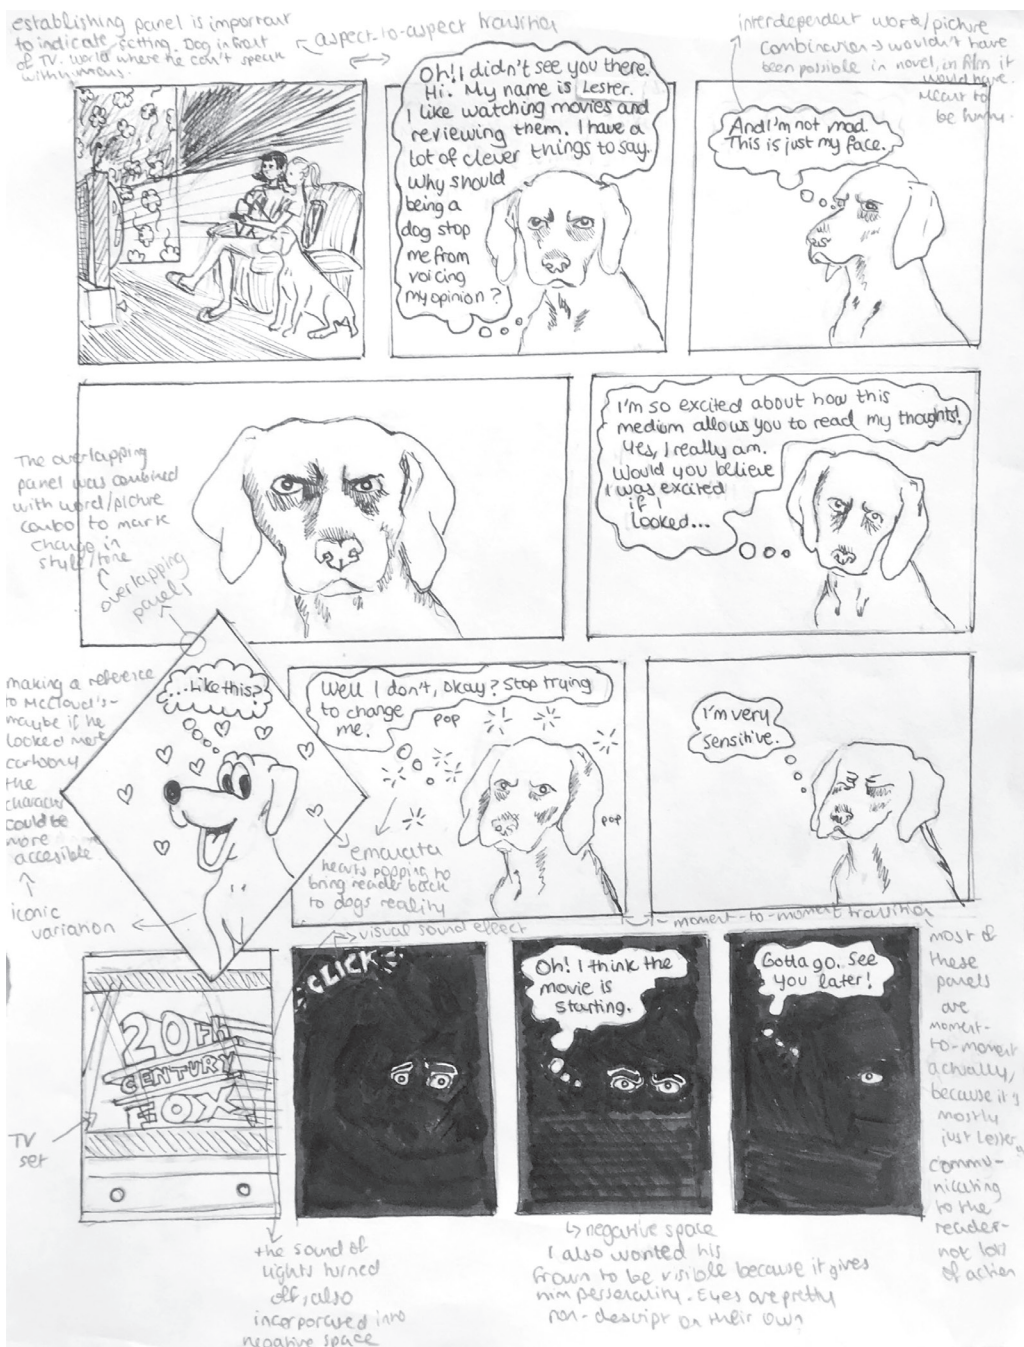 establishing panel is important
to indicate setting. Dog in front
of TV. World where he can't speak
with humans.
aspect-to-aspect transition
interdependent word/picture
combination → wouldn't have
been possible in novel, in film it
would have.
Meant to
be funny.
Oh! I didn't see you there.
Hi. My name is Lester.
I like watching movies and
reviewing them. I have a
lot of clever things to say.
Why should
being a
dog stop
me from
voicing
my opinion?
And I'm not mad.
This is just my face.
The overlapping
panel was combined
with word/picture
combo to mark
change in
style/tone
overlapping
panels
I'm so excited about how this
medium allows you to read my thoughts!
Yes, I really am.
Would you believe
I was excited
if I
looked...
making a reference
to McCloud's-
maybe if he
looked more
cartoony
the
character
could be
more
accesible.
iconic
variation
...Like this?
Well I don't, okay? Stop trying
to change
me.
pop
pop
emanata
hearts popping to
bring reader back
to dogs reality
I'm very
sensitive.
visual sound effect
moment-to-moment transition
20th
CENTURY
FOX
TV
set
CLICK
Oh! I think the
movie is
starting.
Gotta go. See
you later!
most of
these
panels
are
moment-
to-moment
actually,
because it's
mostly
just Lester
commu-
nicating
to the
reader-
not lots
of action
the sound of
lights turned
off, also
incorporated into
negative space
negative space
I also wanted his
frown to be visible because it gives
him personality. Eyes are pretty
non-descript on their own